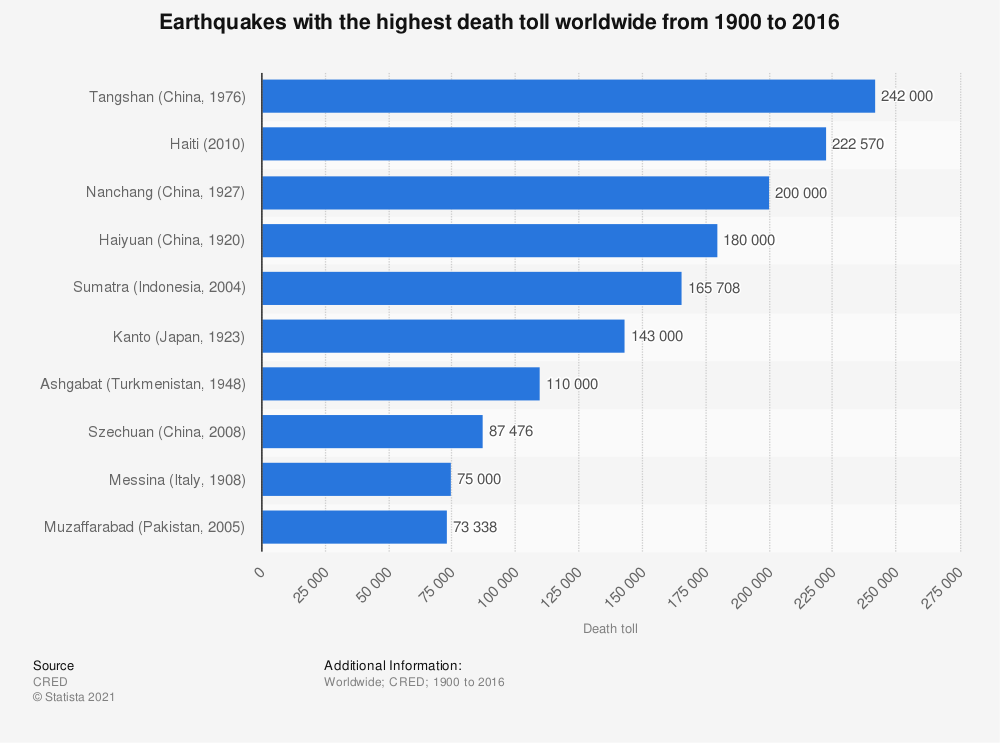 Earthquakes with the highest death toll worldwide from 1900 to 2016
Tangshan (China, 1976) 242 000
Haiti (2010) 222 570
Nanchang (China, 1927) 200 000
Haiyuan (China, 1920) 180 000
Sumatra (Indonesia, 2004) 165 708
Kanto (Japan, 1923) 143 000
Ashgabat (Turkmenistan, 1948) 110 000
Szechuan (China, 2008) 87 476
Messina (Italy, 1908) 75 000
Muzaffarabad (Pakistan, 2005) 73 338
0 25 000 50 000 75 000 100 000 125 000 150 000 175 000 200 000 225 000 250 000 275 000
Death toll
Source
CRED
© Statista 2021
Additional Information:
Worldwide; CRED; 1900 to 2016